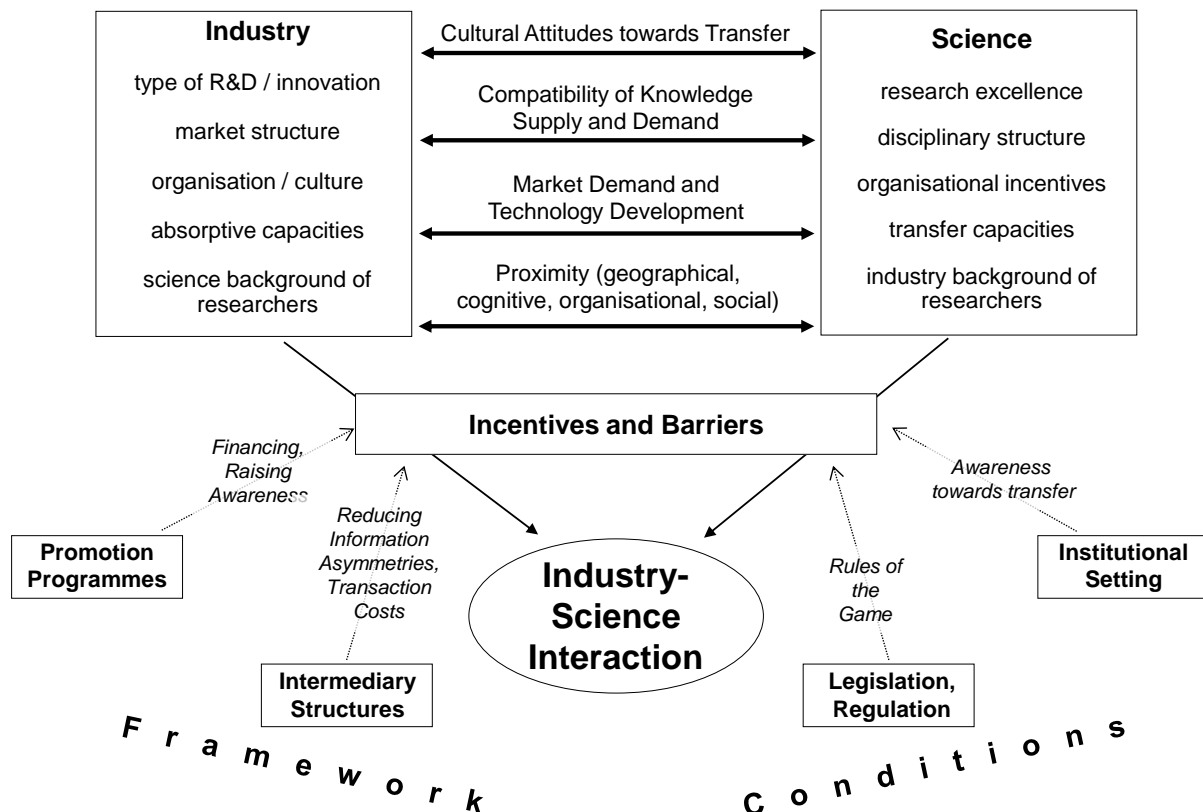 Industry
type of R&D / innovation
market structure
organisation / culture
absorptive capacities
science background of
researchers
Cultural Attitudes towards Transfer
Compatibility of Knowledge
Supply and Demand
Market Demand and
Technology Development
Proximity (geographical,
cognitive, organisational, social)
Science
research excellence
disciplinary structure
organisational incentives
transfer capacities
industry background of
researchers
Incentives and Barriers
Financing,
Raising
Awareness
Reducing
Information
Asymmetries,
Transaction
Costs
Awareness
towards transfer
Rules of
the
Game
Promotion
Programmes
Intermediary
Structures
Industry-
Science
Interaction
Legislation,
Regulation
Institutional
Setting
Framework Conditions